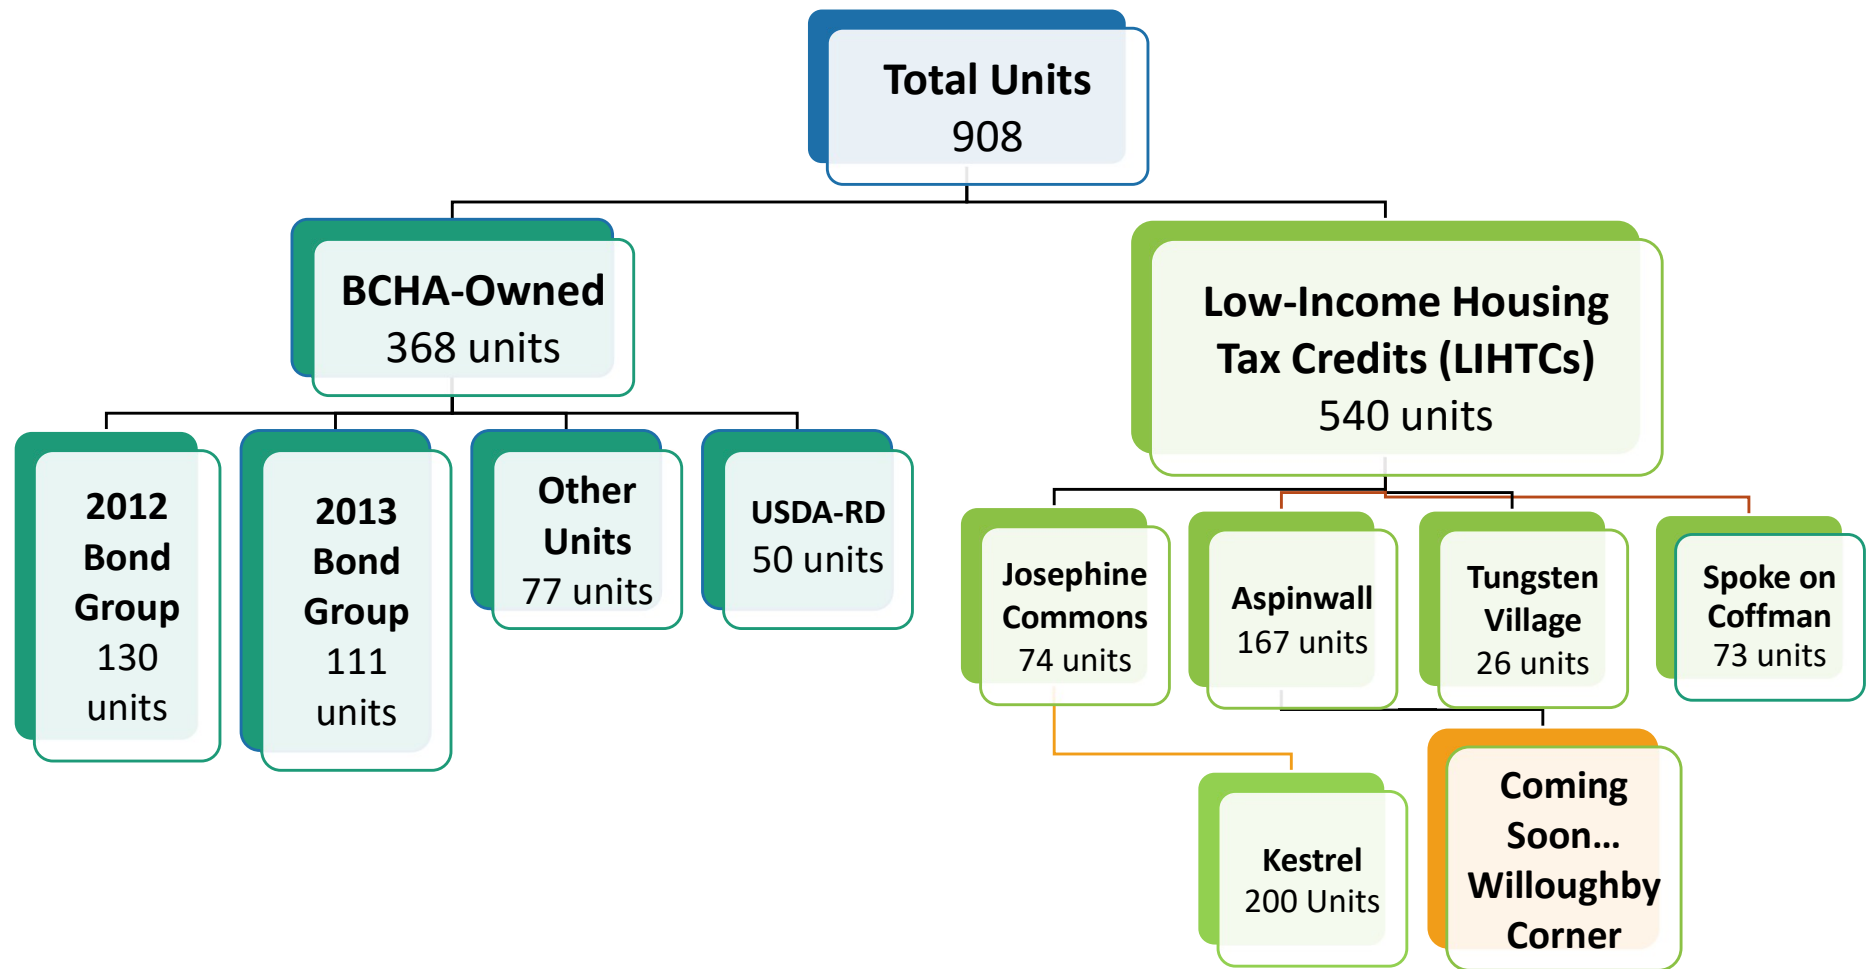 Total Units
908
BCHA-Owned
368 units
Low-Income Housing
Tax Credits (LIHTCs)
540 units
2012
Bond
Group
130
units
2013
Bond
Group
111
units
Other
Units
77 units
USDA-RD
50 units
Josephine
Commons
74 units
Aspinwall
167 units
Tungsten
Village
26 units
Spoke on
Coffman
73 units
Kestrel
200 Units
Coming
Soon...
Willoughby
Corner